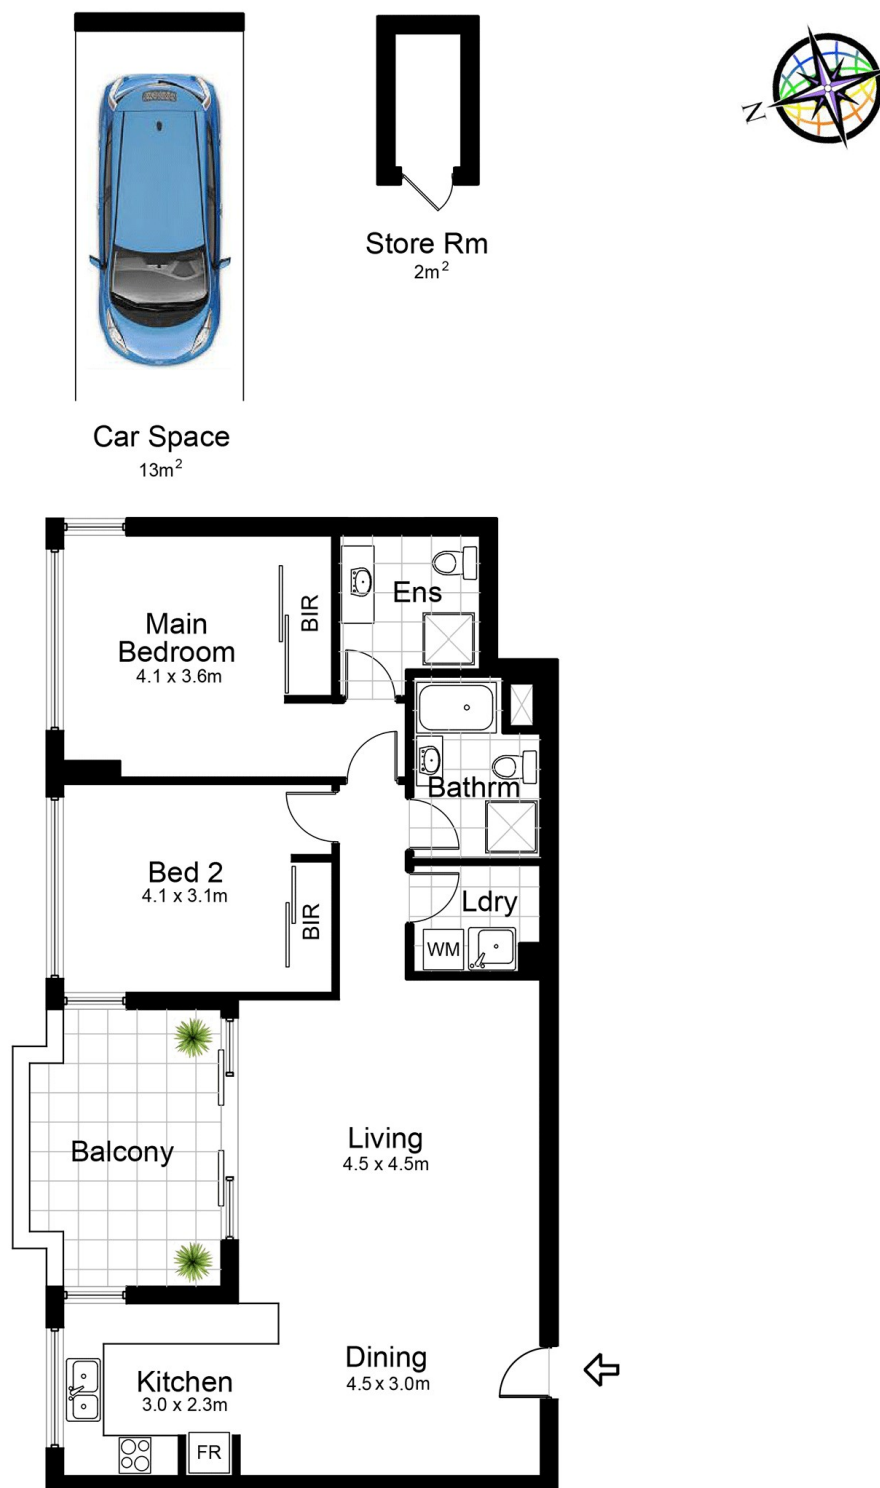 N
Store Rm
2m²
Car Space
13m²
Main
Bedroom
4.1 x 3.6m
BIR
Ens
Bathrm
Bed 2
4.1 x 3.1m
BIR
Ldry
WM
Balcony
Living
4.5 x 4.5m
Dining
4.5 x 3.0m
Kitchen
3.0 x 2.3m
FR